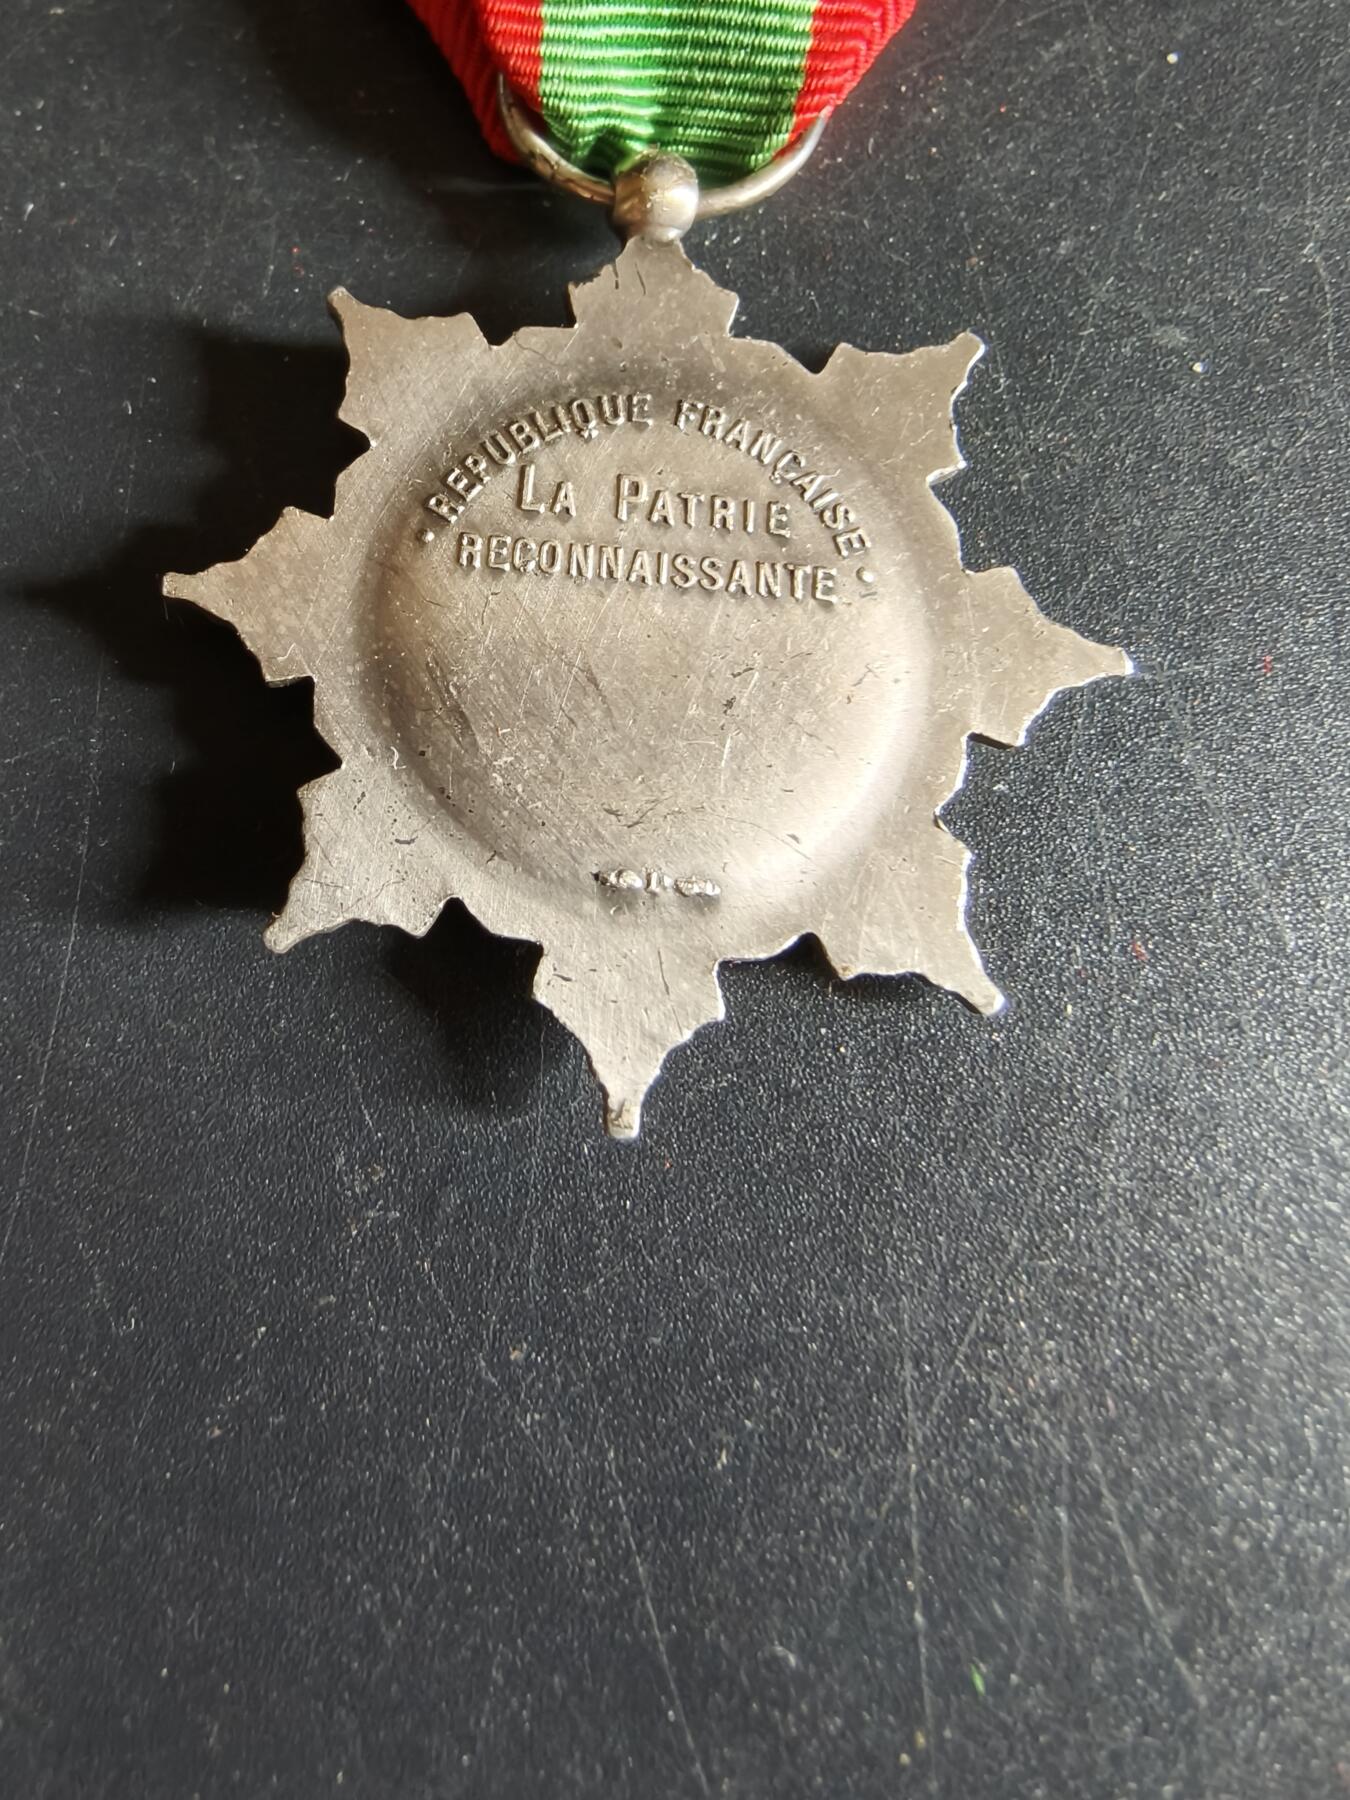 · REPUBLIQUE FRANÇAISE ·
LA PATRIE
RECONNAISSANTE